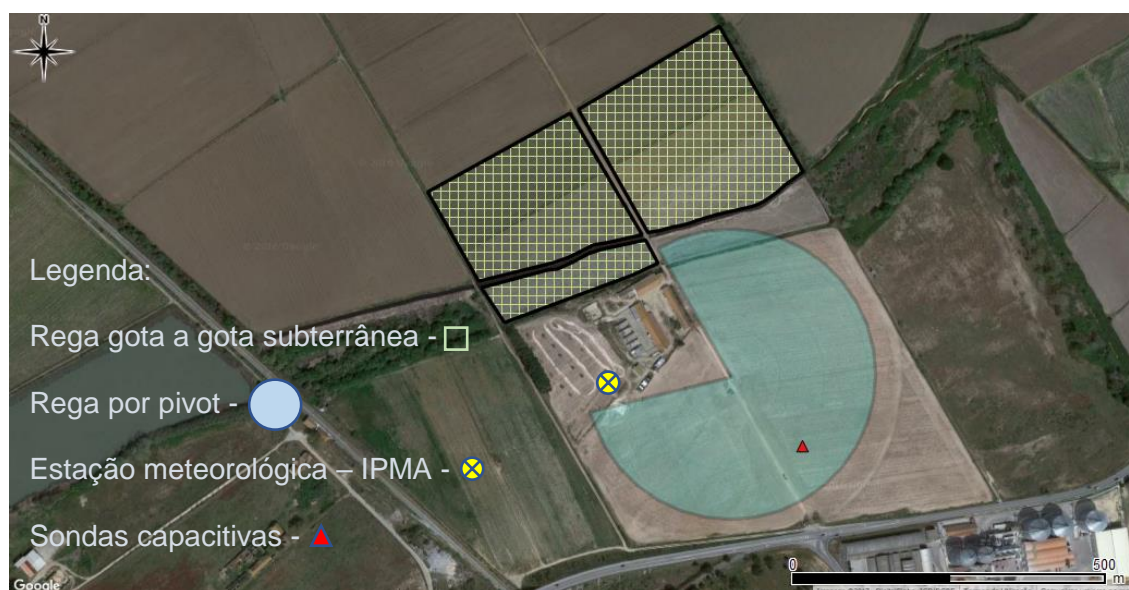 N
Legenda:
Rega gota a gota subterrânea -
Rega por pivot -
Estação meteorológica – IPMA -
Sondas capacitivas -
0 500
m
Google